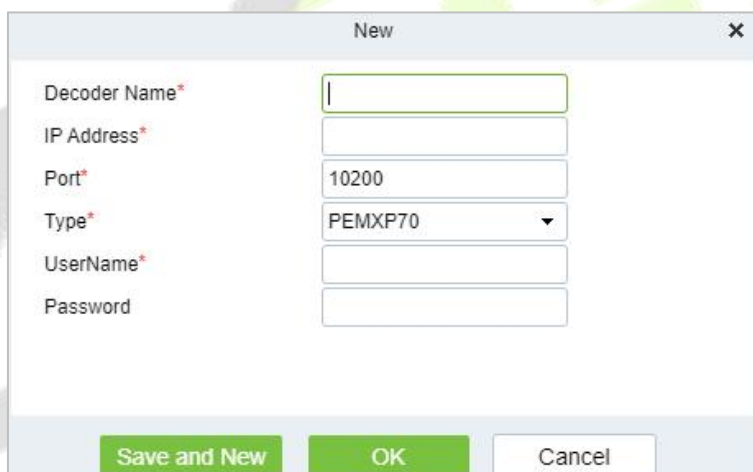 New ×
Decoder Name*
IP Address*
Port* 10200
Type* PEMXP70
UserName*
Password
Save and New OK Cancel